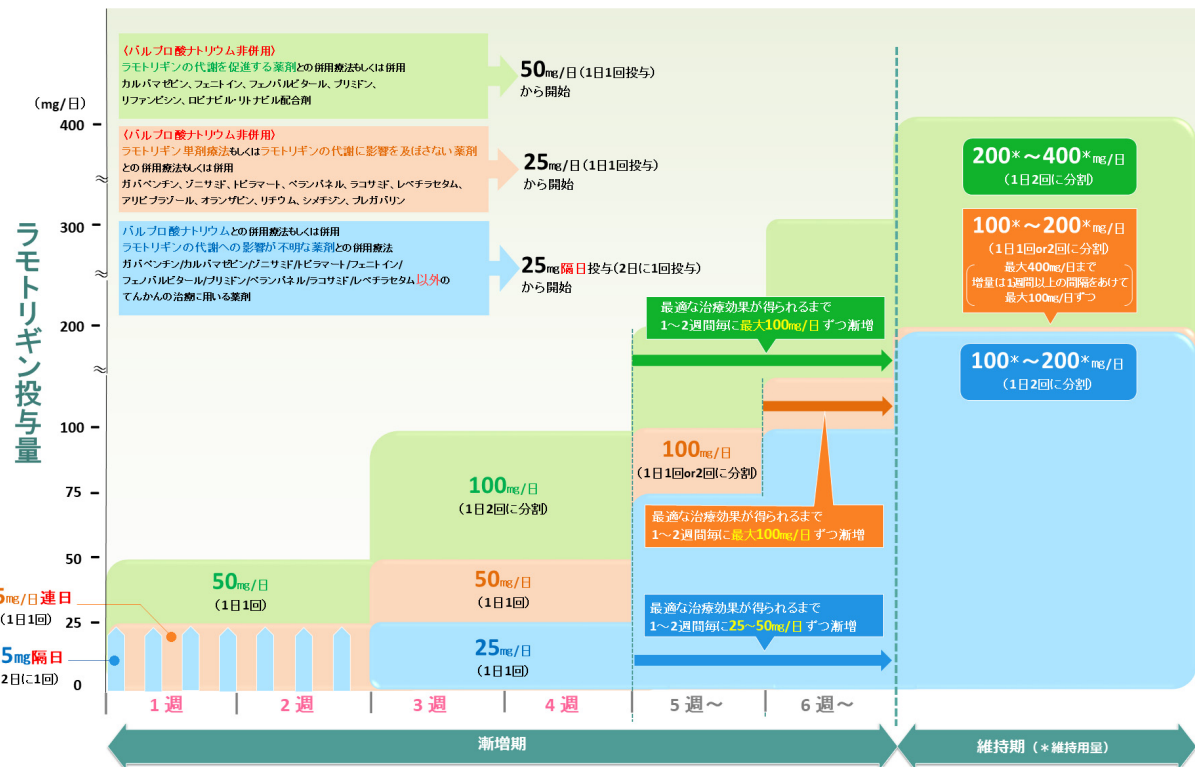 〈バルプロ酸ナトリウム非併用〉
ラモトリギンの代謝を促進する薬剤との併用療法もしくは併用
カルバマゼピン、フェニトイン、フェノバルビタール、プリミドン、
リファンピシン、ロピナビル・リトナビル配合剤
50mg/日(1日1回投与)
から開始
〈バルプロ酸ナトリウム非併用〉
ラモトリギン単剤療法もしくはラモトリギンの代謝に影響を及ぼさない薬剤
との併用療法もしくは併用
ガバペンチン、ゾニサミド、トピラマート、ペランパネル、ラコサミド、レベチラセタム、
アリピプラゾール、オランザピン、リチウム、シメチジン、プレガバリン
25mg/日(1日1回投与)
から開始
バルプロ酸ナトリウムとの併用療法もしくは併用
ラモトリギンの代謝への影響が不明な薬剤との併用療法
ガバペンチン/カルバマゼピン/ゾニサミド/トピラマート/フェニトイン/
フェノバルビタール/プリミドン/ペランパネル/ラコサミド/レベチラセタム以外の
てんかんの治療に用いる薬剤
25mg隔日投与(2日に1回投与)
から開始
ラモトリギン投与量
(mg/日)
400
300
200
100
75
50
25
0
200*～400*mg/日
(1日2回に分割)
100*～200*mg/日
(1日1回or2回に分割)
最大400mg/日まで
増量は1週間以上の間隔をあけて
最大100mg/日ずつ
100*～200*mg/日
(1日2回に分割)
最適な治療効果が得られるまで
1～2週間毎に最大100mg/日ずつ漸増
100mg/日
(1日1回or2回に分割)
100mg/日
(1日2回に分割)
最適な治療効果が得られるまで
1～2週間毎に最大100mg/日ずつ漸増
50mg/日
(1日1回)
50mg/日
(1日1回)
最適な治療効果が得られるまで
1～2週間毎に25～50mg/日ずつ漸増
25mg/日
(1日1回)
5mg/日連日
(1日1回)
5mg隔日
2日に1回)
1週
2週
3週
4週
5週～
6週～
漸増期
維持期(*維持用量)